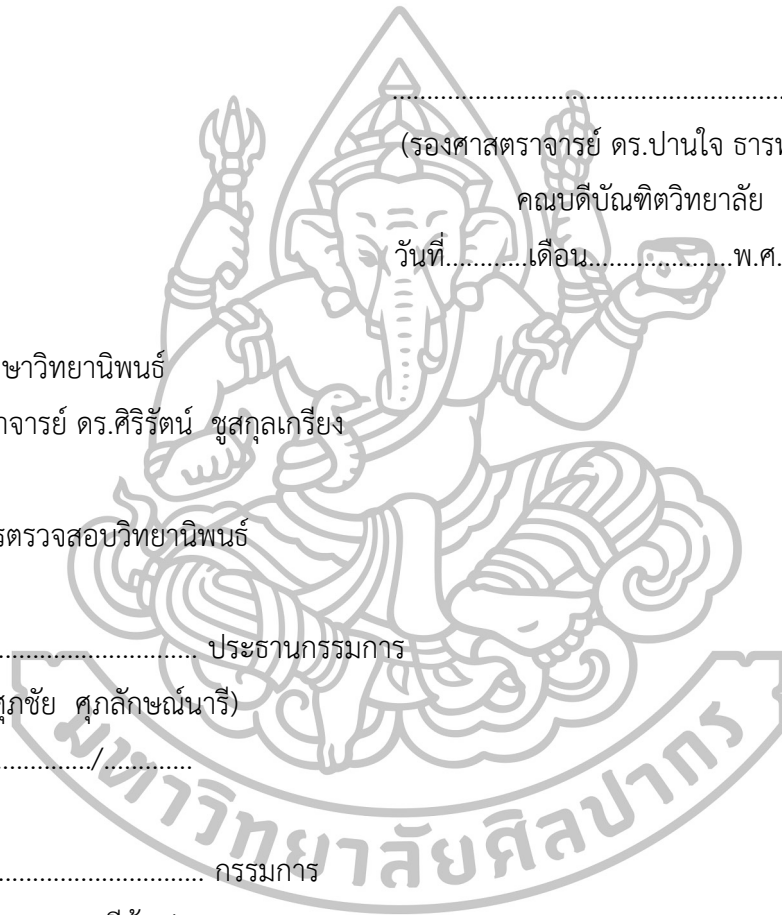 ........................................................
(รองศาสตราจารย์ ดร.ปานใจ
คณบดีบัณฑิตวิทยาลัย
วันที่............เดือน.....................พ.ศ.
ษาวิทยานิพนธ์
าจารย์ ดร.ศิริรัตน์ ชูสกุลเกรียง
รตรวจสอบวิทยานิพนธ์
.............................. ประธานกรรมการ
ศุภชัย ศุภลักษณ์นารี)
............../.............
.............................. กรรมการ
มหาวิทยาลัยศิลปากร